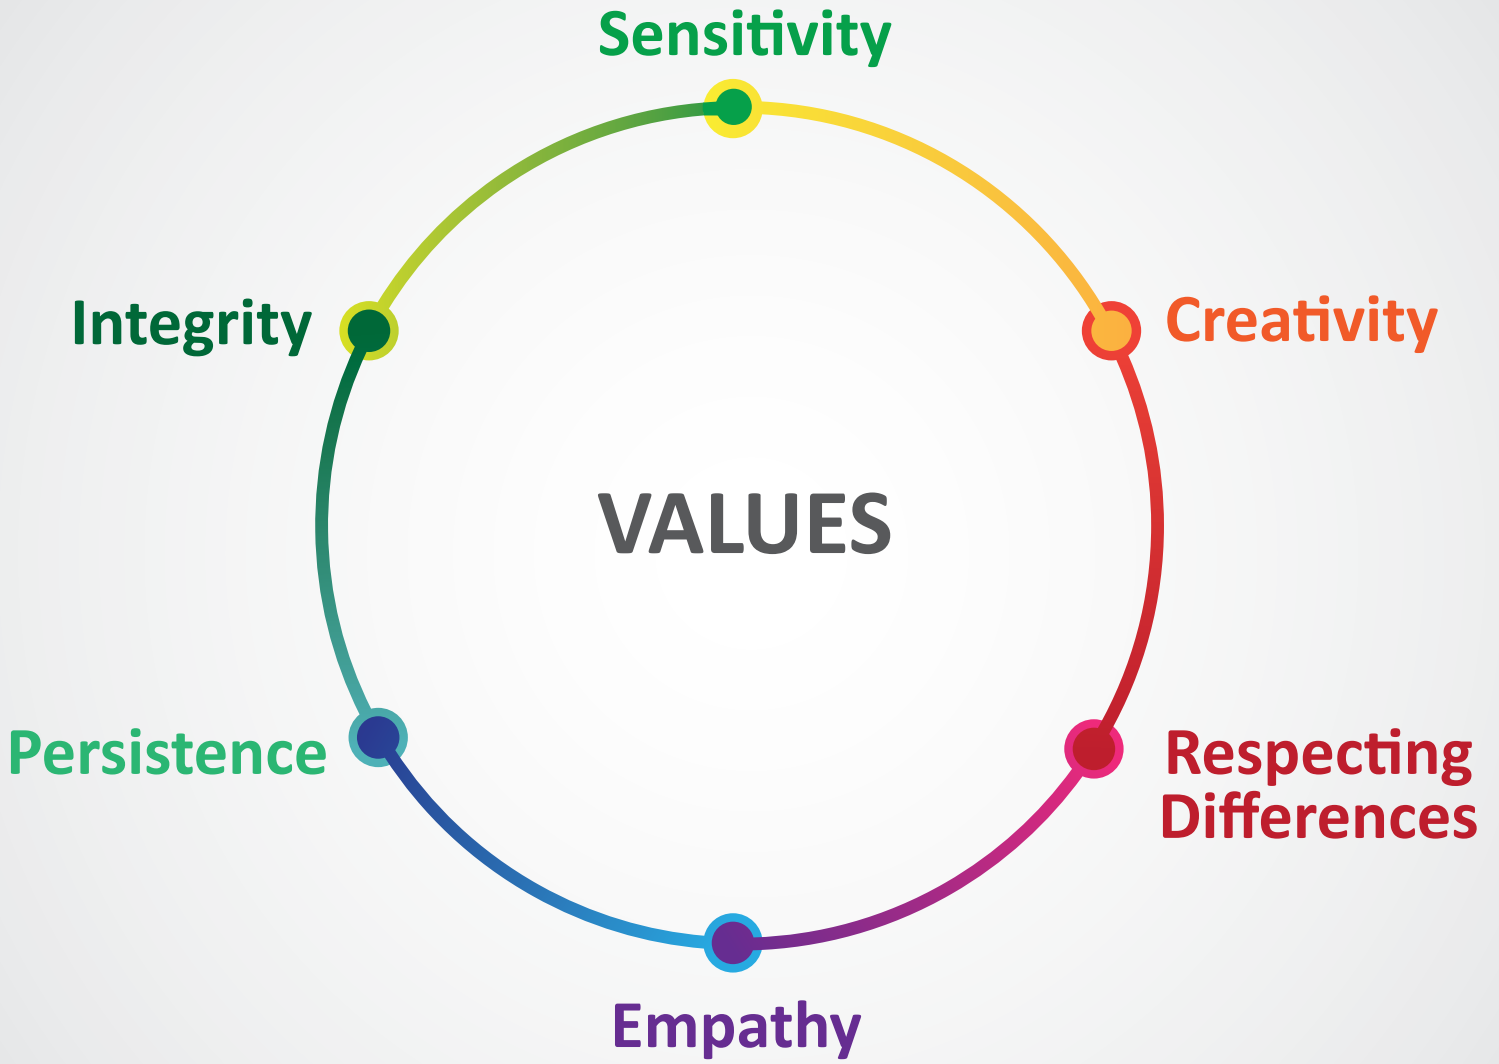 Sensitivity
Integrity
Creativity
VALUES
Persistence
Respecting
Differences
Empathy